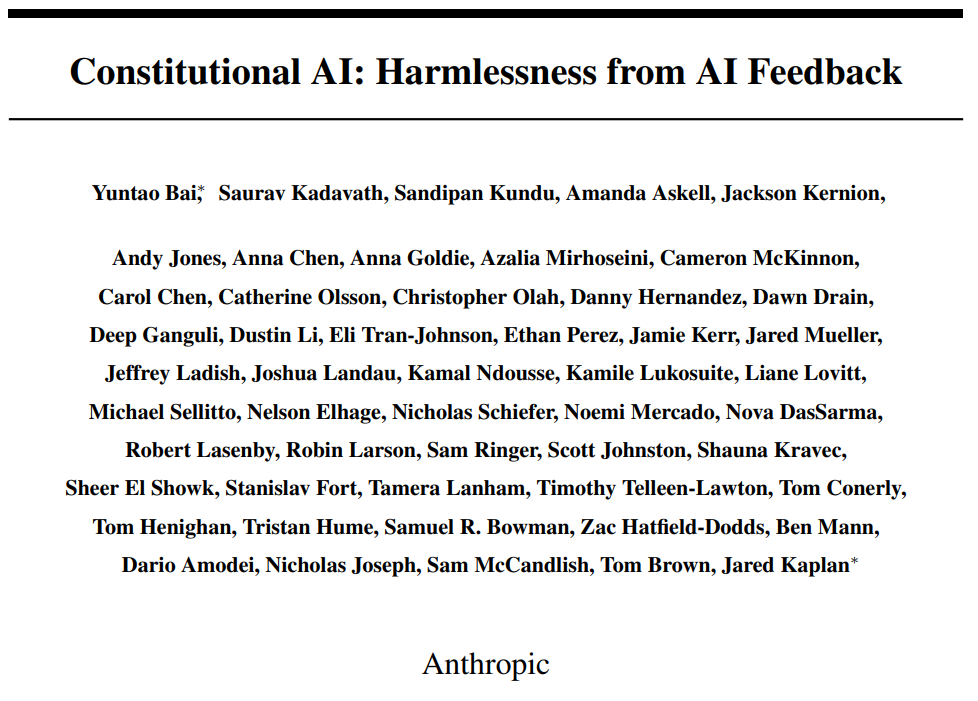 Constitutional AI: Harmlessness from AI Feedback
Yuntao Bai,* Saurav Kadavath, Sandipan Kundu, Amanda Askell, Jackson Kernion,
Andy Jones, Anna Chen, Anna Goldie, Azalia Mirhoseini, Cameron McKinnon,
Carol Chen, Catherine Olsson, Christopher Olah, Danny Hernandez, Dawn Drain,
Deep Ganguli, Dustin Li, Eli Tran-Johnson, Ethan Perez, Jamie Kerr, Jared Mueller,
Jeffrey Ladish, Joshua Landau, Kamal Ndousse, Kamile Lukosuite, Liane Lovitt,
Michael Sellitto, Nelson Elhage, Nicholas Schiefer, Noemi Mercado, Nova DasSarma,
Robert Lasenby, Robin Larson, Sam Ringer, Scott Johnston, Shauna Kravec,
Sheer El Showk, Stanislav Fort, Tamera Lanham, Timothy Telleen-Lawton, Tom Conerly,
Tom Henighan, Tristan Hume, Samuel R. Bowman, Zac Hatfield-Dodds, Ben Mann,
Dario Amodei, Nicholas Joseph, Sam McCandlish, Tom Brown, Jared Kaplan*
Anthropic